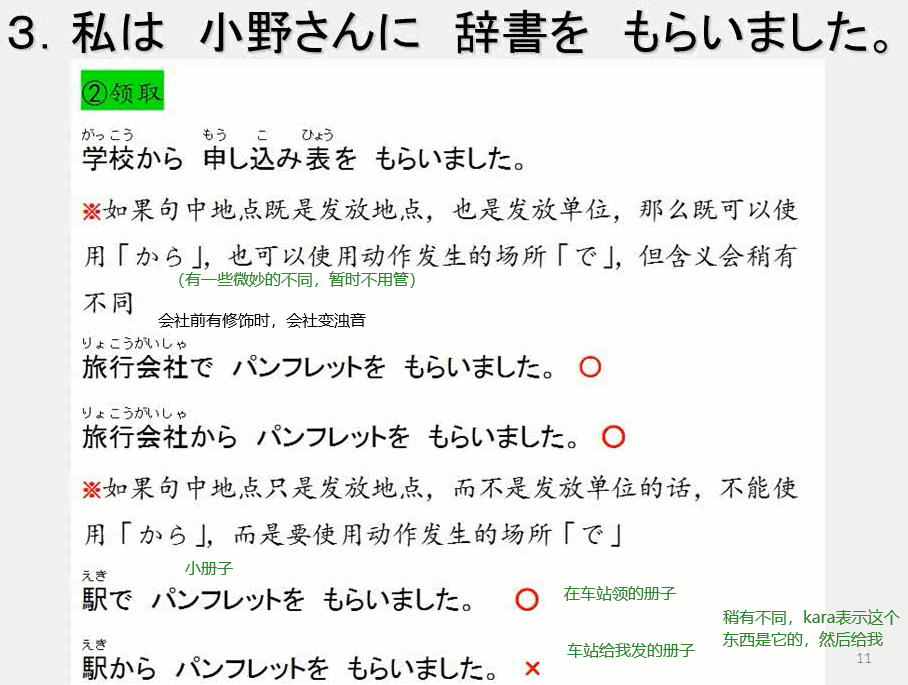 ３．私は　小野さんに　辞書を　もらいました。
②领取
がっこう　もう　こ　ひょう
学校から　申し込み表を　もらいました。
※如果句中地点既是发放地点，也是发放单位，那么既可以使
用「から」，也可以使用动作发生的场所「で」，但含义会稍有
（有一些微妙的不同，暂时不用管）
不同
会社前有修饰时，会社变浊音
りょこうがいしゃ
旅行会社で　パンフレットを　もらいました。 ○
りょこうがいしゃ
旅行会社から　パンフレットを　もらいました。 ○
※如果句中地点只是发放地点，而不是发放单位的话，不能使
用「から」，而是要使用动作发生的场所「で」
小册子
えき
駅で　パンフレットを　もらいました。 ○
在车站领的册子
稍有不同，kara表示这个
东西是它的，然后给我
えき
駅から　パンフレットを　もらいました。 ×
车站给我发的册子
11